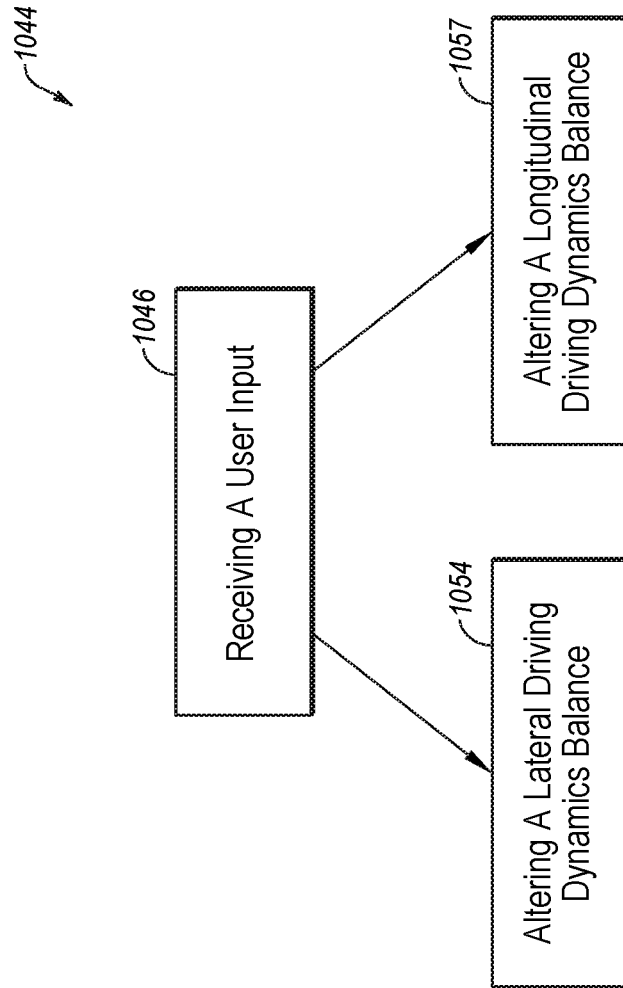 1044
1046
Receiving A User Input
1054
Altering A Lateral Driving
Dynamics Balance
1057
Altering A Longitudinal
Driving Dynamics Balance